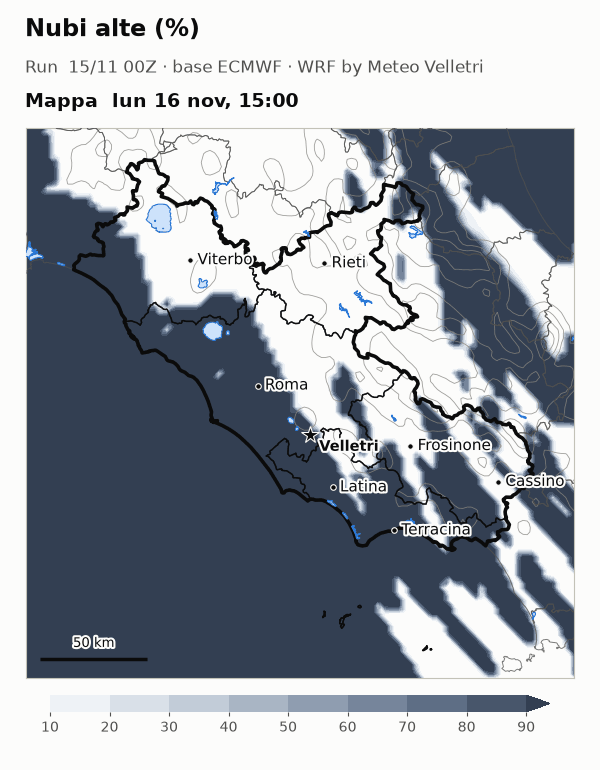 Nubi alte (%)
Run 15/11 00Z · base ECMWF · WRF by Meteo Velletri
Mappa lun 16 nov, 15:00
Viterbo
Rieti
Roma
Velletri
Frosinone
Latina
Cassino
Terracina
50 km
10 20 30 40 50 60 70 80 90